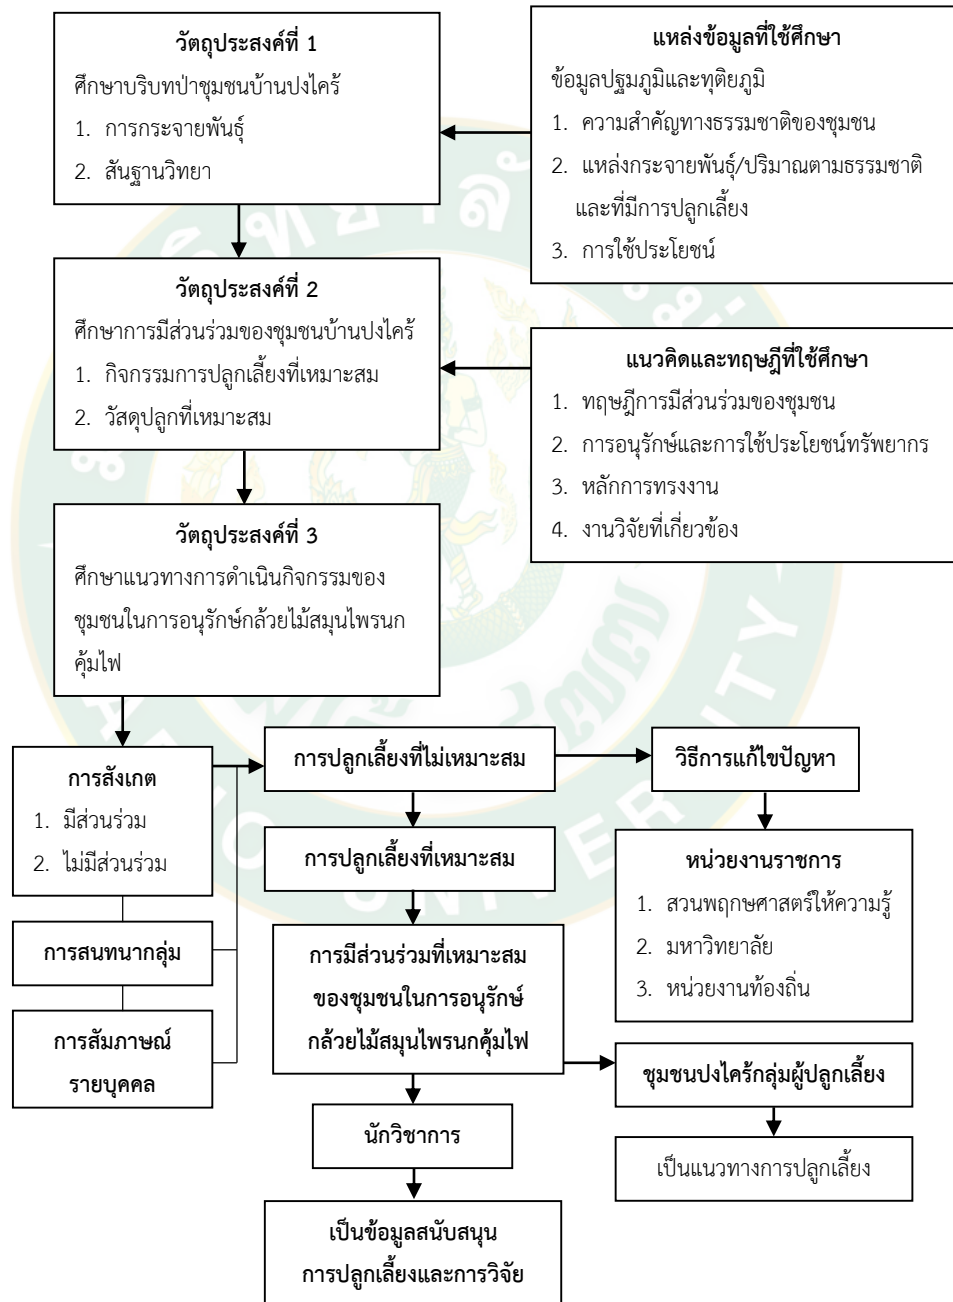 วัตถุประสงค์ที่ 1
ศึกษาบริบทป่าชุมชนบ้านปงไคร้
1. การกระจายพันธุ์
2. สันฐานวิทยา
แหล่งข้อมูลที่ใช้ศึกษา
ข้อมูลปฐมภูมิและทุติยภูมิ
1. ความสำคัญทางธรรมชาติของชุมชน
2. แหล่งกระจายพันธุ์/ปริมาณตามธรรมชาติ
และที่มีการปลูกเลี้ยง
3. การใช้ประโยชน์
วัตถุประสงค์ที่ 2
ศึกษาการมีส่วนร่วมของชุมชนบ้านปงไคร้
1. กิจกรรมการปลูกเลี้ยงที่เหมาะสม
2. วัสดุปลูกที่เหมาะสม
แนวคิดและทฤษฎีที่ใช้ศึกษา
1. ทฤษฎีการมีส่วนร่วมของชุมชน
2. การอนุรักษ์และการใช้ประโยชน์ทรัพยากร
3. หลักการทรงงาน
4. งานวิจัยที่เกี่ยวข้อง
วัตถุประสงค์ที่ 3
ศึกษาแนวทางการดำเนินกิจกรรมของ
ชุมชนในการอนุรักษ์กล้วยไม้สมุนไพรนก
คุ้มไฟ
การสังเกต
1. มีส่วนร่วม
2. ไม่มีส่วนร่วม
การสนทนากลุ่ม
การสัมภาษณ์
รายบุคคล
การปลูกเลี้ยงที่ไม่เหมาะสม
วิธีการแก้ไขปัญหา
การปลูกเลี้ยงที่เหมาะสม
หน่วยงานราชการ
1. สวนพฤกษศาสตร์ให้ความรู้
2. มหาวิทยาลัย
3. หน่วยงานท้องถิ่น
การมีส่วนร่วมที่เหมาะสม
ของชุมชนในการอนุรักษ์
กล้วยไม้สมุนไพรนกคุ้มไฟ
ชุมชนปงไคร้กลุ่มผู้ปลูกเลี้ยง
เป็นแนวทางการปลูกเลี้ยง
นักวิชาการ
เป็นข้อมูลสนับสนุน
การปลูกเลี้ยงและการวิจัย